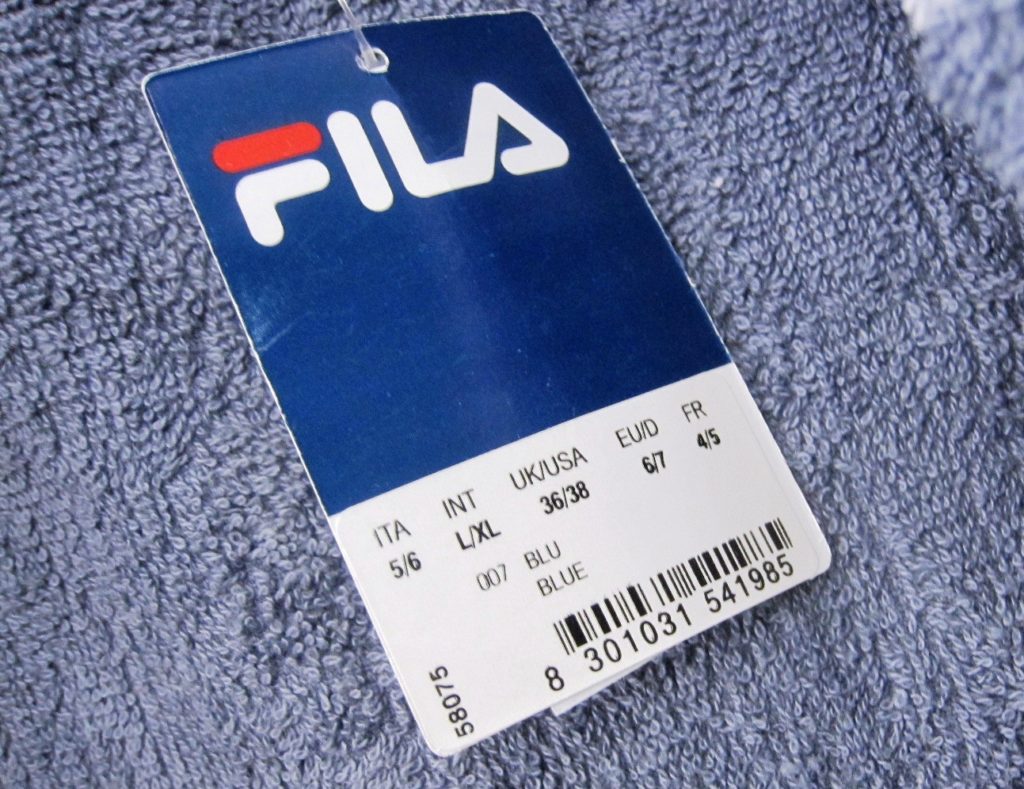 FILA
ITA INT UK/USA EU/D FR
5/6 L/XL 36/38 6/7 4/5
007 BLU
BLUE
8 301031 541985
58075